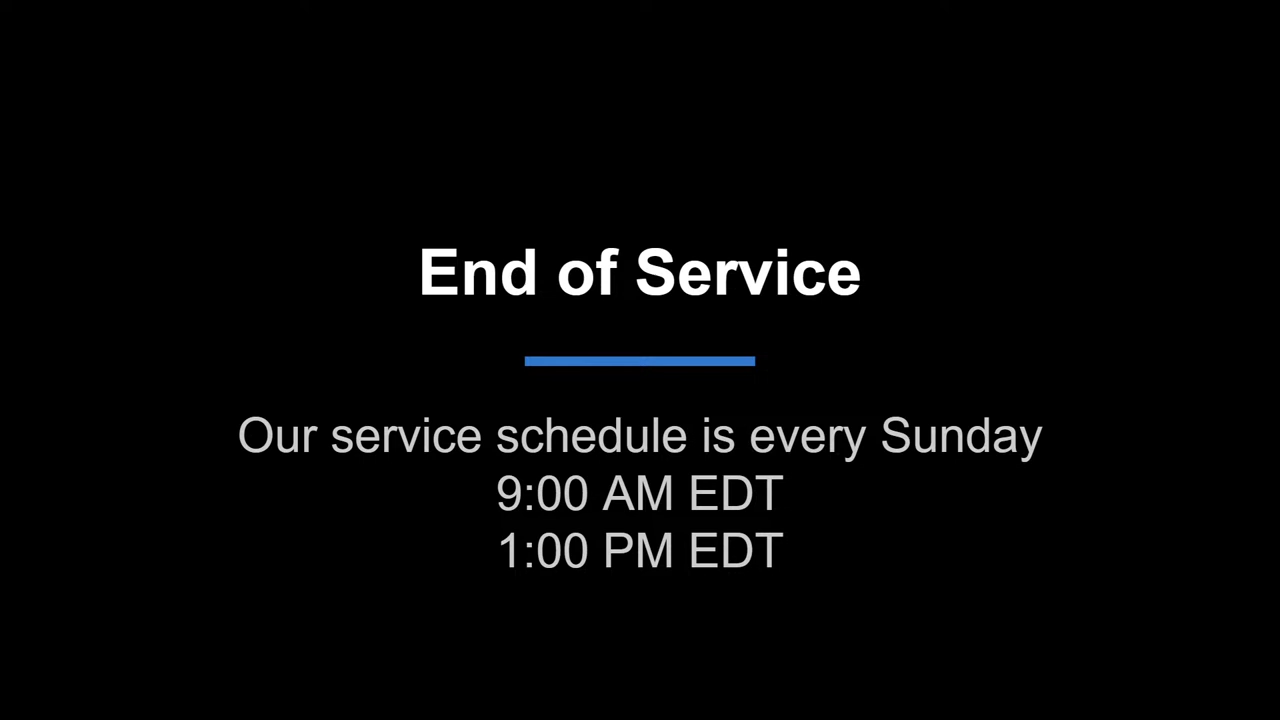 End of Service
Our service schedule is every Sunday
9:00 AM EDT
1:00 PM EDT